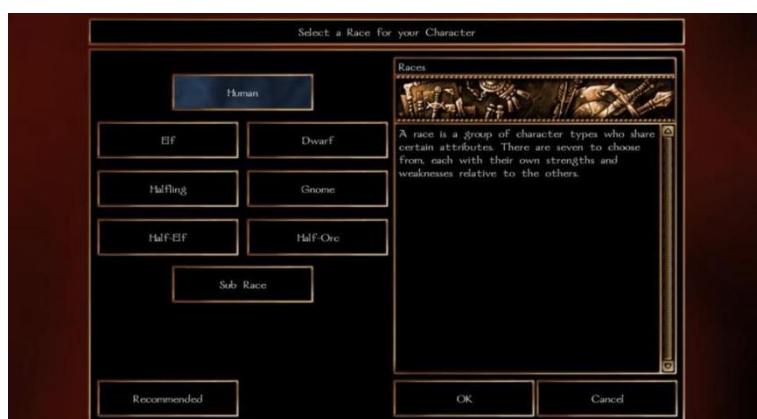 Select a Race for your Character
Human
Elf
Dwarf
Halfling
Gnome
Half-Elf
Half-Orc
Sub Race
Recommended
Races
A race is a group of character types who share
certain attributes. There are seven to choose
from, each with their own strengths and
weaknesses relative to the others.
OK
Cancel